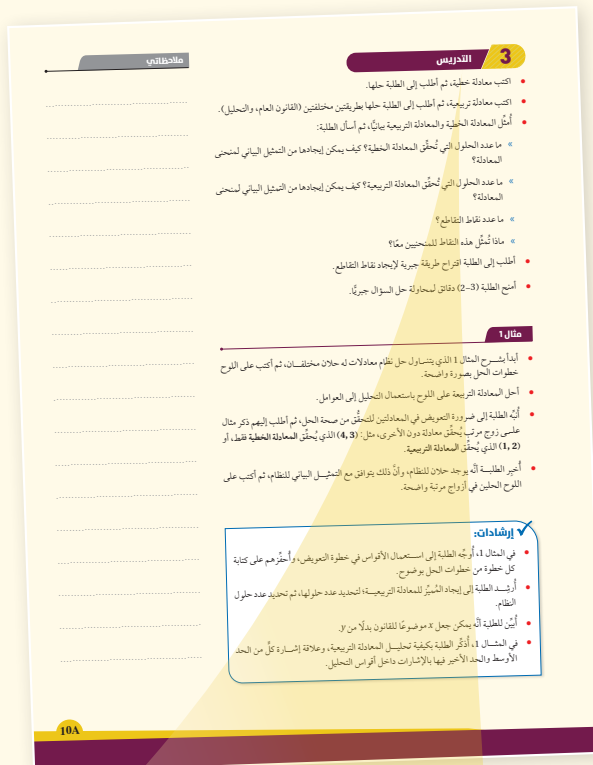 3
التدريس
ملاحظاتي
اكتب معادلة خطية، ثم أطلب إلى الطلبة حلها.
اكتب معادلة تربيعية، ثم أطلب إلى الطلبة حلها بطريقتين مختلفتين (القانون العام، والتحليل).
أُمثِّل المعادلة الخطية والمعادلة التربيعية بيانيًّا، ثم أسأل الطلبة:
» ما عدد الحلول التي تُحقِّق المعادلة الخطية؟ كيف يمكن إيجادها من التمثيل البياني لمنحنى
المعادلة؟
» ما عدد الحلول التي تُحقِّق المعادلة التربيعية؟ كيف يمكن إيجادها من التمثيل البياني لمنحنى
المعادلة؟
» ما عدد نقاط التقاطع؟
» ماذا تُمثِّل هذه النقاط للمنحنيين معًا؟
أطلب إلى الطلبة اقتراح طريقة جبرية لإيجاد نقاط التقاطع.
أمنح الطلبة (3–2) دقائق لمحاولة حل السؤال جبريًّا.
مثال 1
أبدأ بشرح المثال 1 الذي يتناول حل نظام معادلات له حلان مختلفان، ثم أكتب على اللوح
خطوات الحل بصورة واضحة.
أحل المعادلة التربيعة على اللوح باستعمال التحليل إلى العوامل.
أُنبِّه الطلبة إلى ضرورة التعويض في المعادلتين للتحقُّق من صحة الحل، ثم أطلب إليهم ذكر مثال
على زوج مرتب يُحقِّق معادلة دون الأخرى، مثل: (4, 3) الذي يُحقِّق المعادلة الخطية فقط، أو
(1, 2) الذي يُحقِّق المعادلة التربيعية.
أُخبِر الطلبة أنَّه يوجد حلان للنظام، وأنَّ ذلك يتوافق مع التمثيل البياني للنظام، ثم أكتب على
اللوح الحلين في أزواج مرتبة واضحة.
إرشادات:
في المثال 1، أُوجِّه الطلبة إلى استعمال الأقواس في خطوة التعويض، وأُحفِّزهم على كتابة
كل خطوة من خطوات الحل بوضوح.
أُرشِد الطلبة إلى إيجاد المُميِّز للمعادلة التربيعية؛ لتحديد عدد حلولها، ثم تحديد عدد حلول
النظام.
أُبيِّن للطلبة أنَّه يمكن جعل x موضوعًا للقانون بدلًا من y.
في المثال 1، أُذكِّر الطلبة بكيفية تحليل المعادلة التربيعية، وعلاقة إشارة كلٍّ من الحد
الأوسط والحد الأخير فيها بالإشارات داخل أقواس التحليل.
10A